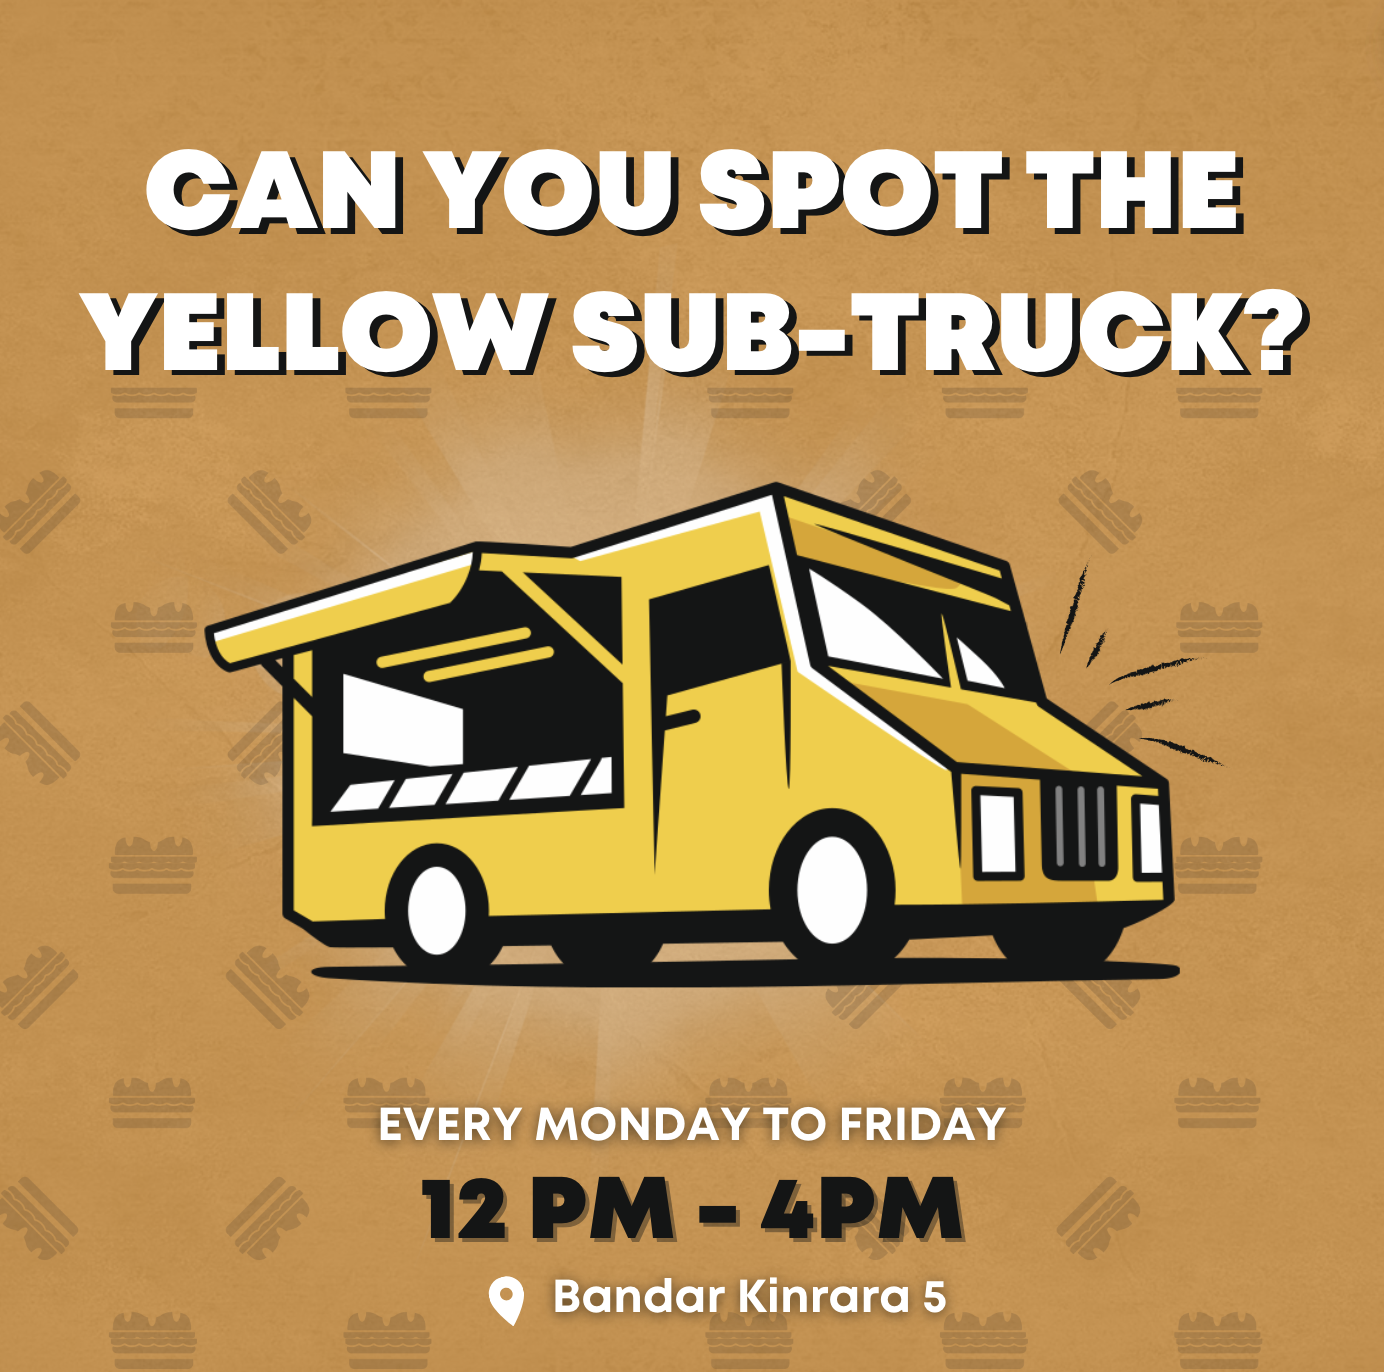 CAN YOU SPOT THE
YELLOW SUB-TRUCK?
EVERY MONDAY TO FRIDAY
12 PM - 4PM
Bandar Kinrara 5